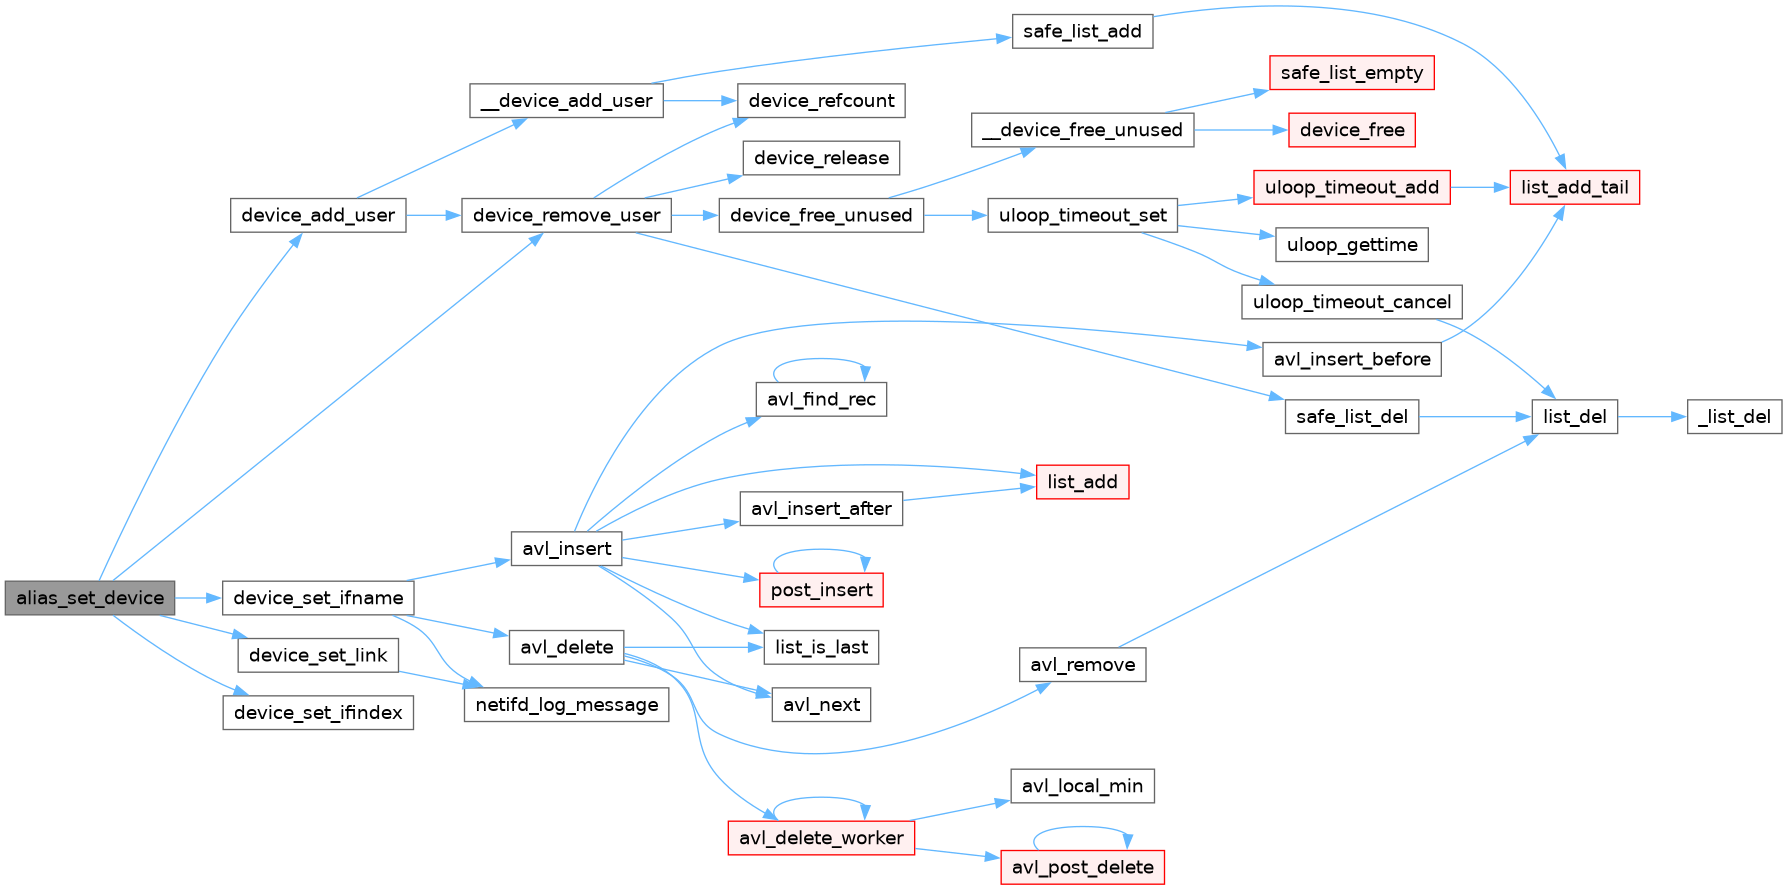 alias_set_device
device_add_user
__device_add_user
safe_list_add
device_refcount
device_remove_user
device_release
device_free_unused
__device_free_unused
safe_list_empty
device_free
uloop_timeout_set
uloop_timeout_add
list_add_tail
uloop_gettime
uloop_timeout_cancel
avl_insert_before
safe_list_del
list_del
_list_del
device_set_ifname
avl_insert
avl_find_rec
list_add
avl_insert_after
post_insert
list_is_last
avl_next
avl_delete
avl_remove
avl_delete_worker
avl_local_min
avl_post_delete
device_set_link
netifd_log_message
device_set_ifindex